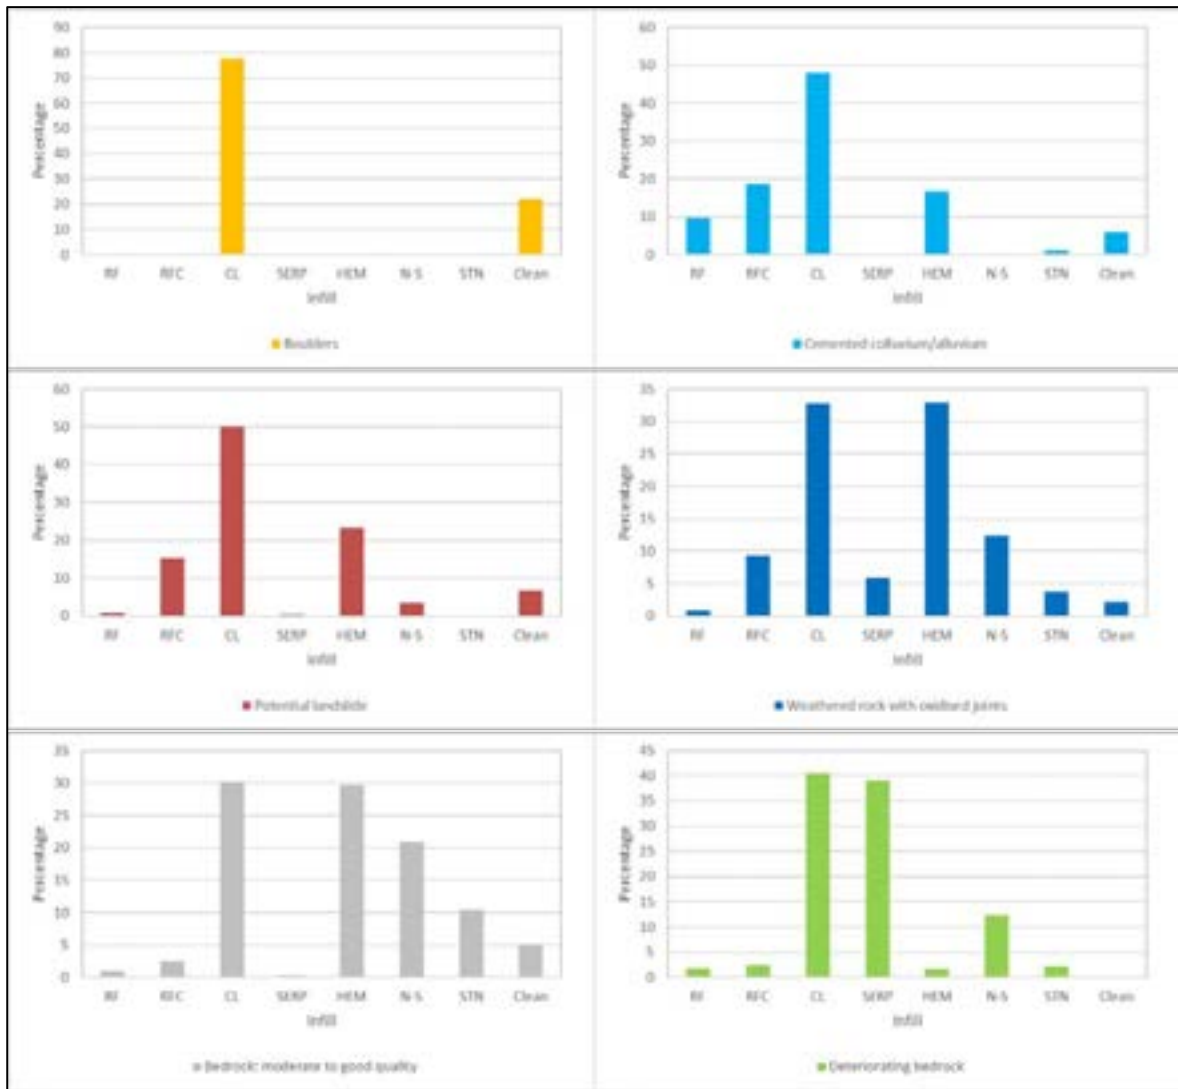 90
80
70
60
50
40
30
20
10
0
Percentage
RF RFC CL SERP HEM N-S STN Clean
Infill
Boulders
60
50
40
30
20
10
0
Percentage
RF RFC CL SERP HEM N-S STN Clean
Infill
Cemented colluvium/alluvium
60
50
40
30
20
10
0
Percentage
RF RFC CL SERP HEM N-S STN Clean
Infill
Potential landslide
35
30
25
20
15
10
5
0
Percentage
RF RFC CL SERP HEM N-S STN Clean
Infill
Weathered rock with oxidised joints
35
30
25
20
15
10
5
0
Percentage
RF RFC CL SERP HEM N-S STN Clean
Infill
Bedrock: moderate to good quality
45
40
35
30
25
20
15
10
5
0
Percentage
RF RFC CL SERP HEM N-S STN Clean
Infill
Deteriorating bedrock